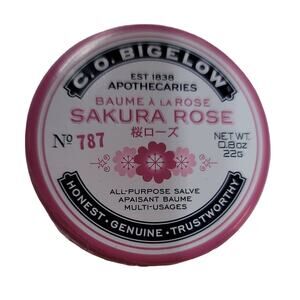 C.O. BIGELOW
EST 1838
APOTHECARIES
BAUME À LA ROSE
SAKURA ROSE
桜ローズ
No 787
NET WT.
0.8oz
22G
ALL-PURPOSE SALVE
APAISANT BAUME
MULTI-USAGES
HONEST · GENUINE · TRUSTWORTHY